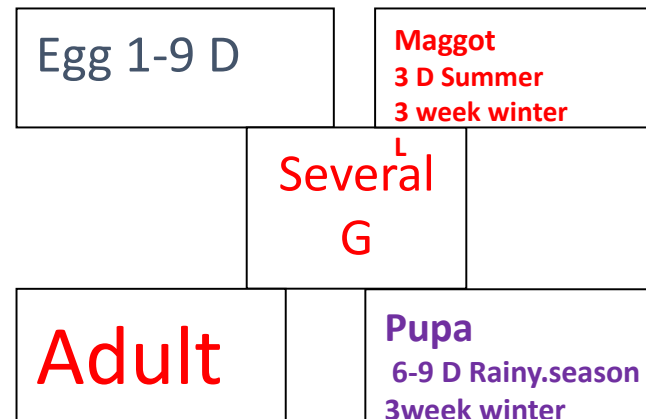 Egg 1-9 D
Maggot
3 D Summer
3 week winter
L
Several
G
Adult
Pupa
6-9 D Rainy.season
3week winter